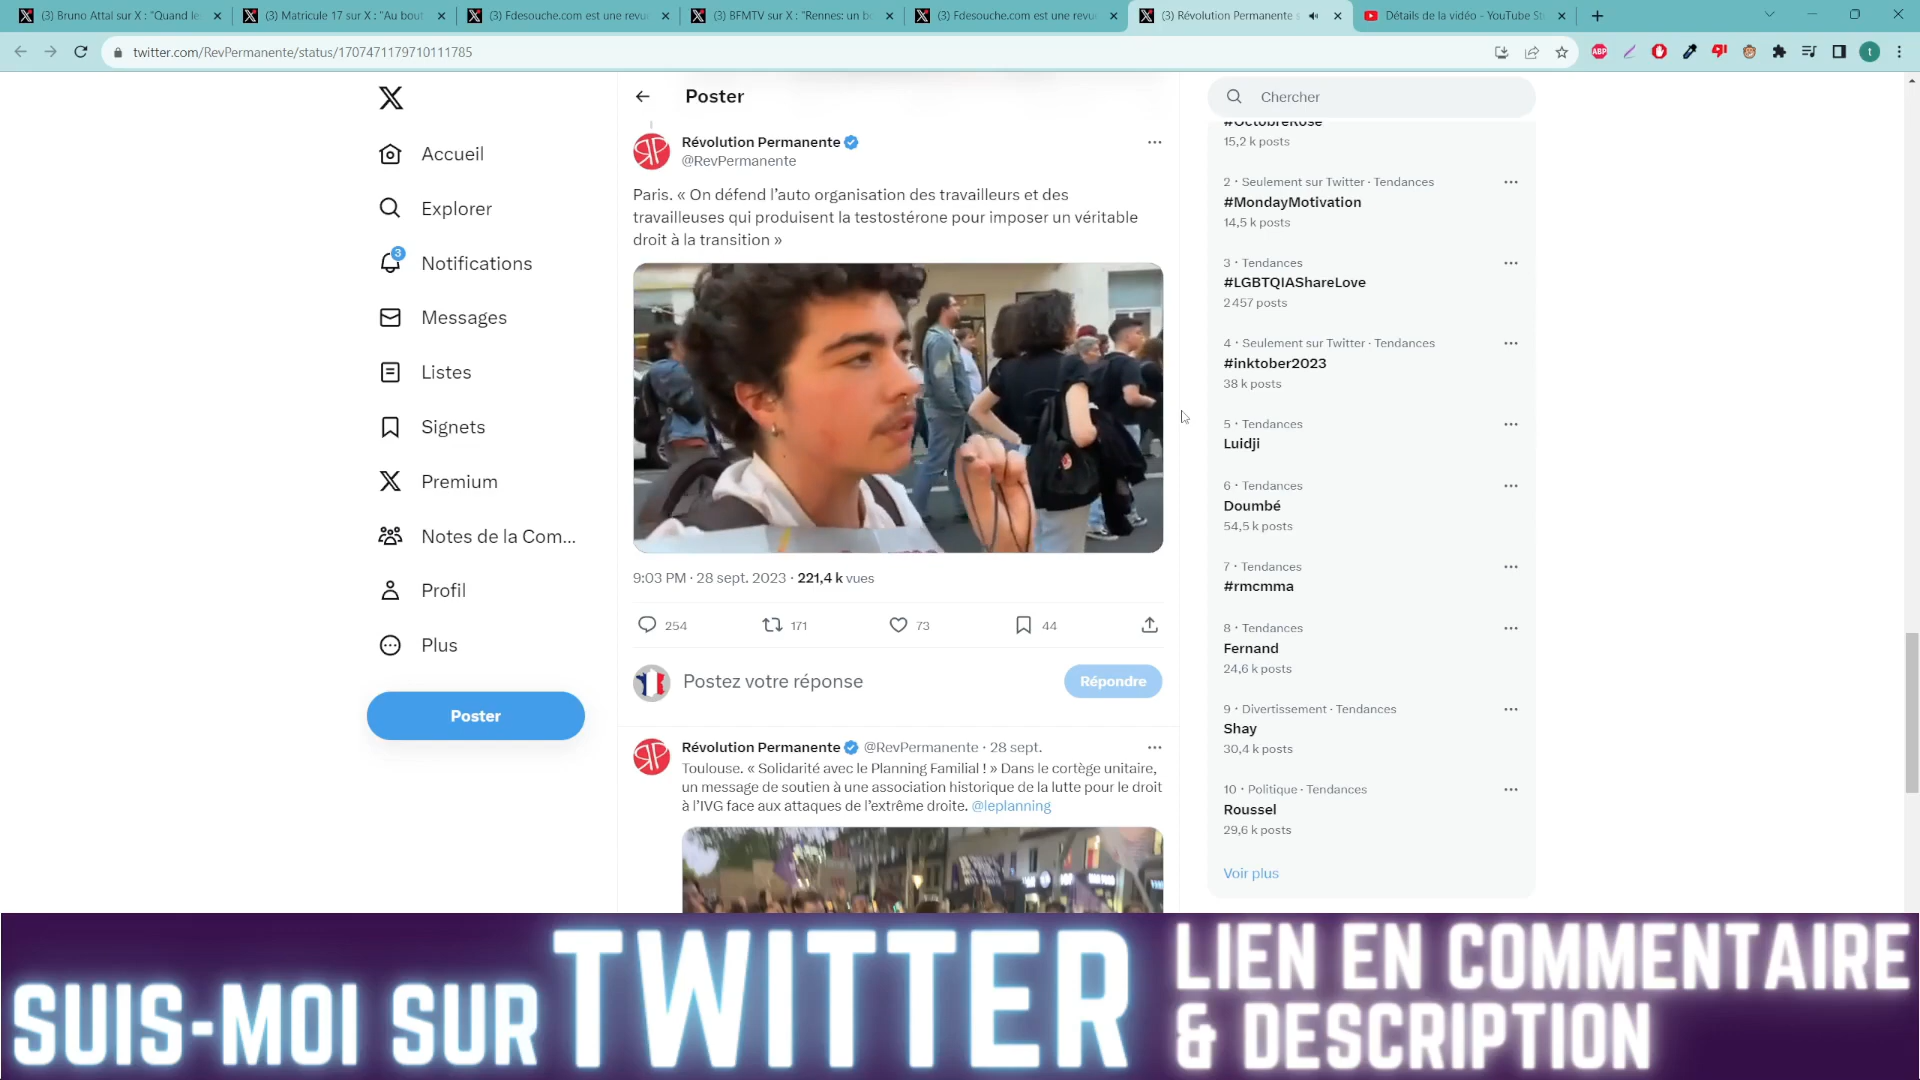 (3) Bruno Attal sur X : "Quand le
(3) Matricule 17 sur X : "Au bout
(3) Fdesouche.com est une revu
(3) BFMTV sur X : "Rennes: un b
(3) Fdesouche.com est une revu
(3) Révolution Permanente s
Détails de la vidéo - YouTube St
twitter.com/RevPermanente/status/1707471179710111785
ABP
t
Poster
Chercher
Accueil
Explorer
3
Notifications
Messages
Listes
Signets
Premium
Notes de la Com...
Profil
Plus
Poster
Révolution Permanente
@RevPermanente
Paris. « On défend l'auto organisation des travailleurs et des
travailleuses qui produisent la testostérone pour imposer un véritable
droit à la transition »
9:03 PM · 28 sept. 2023 · 221,4 k vues
254
171
73
44
Postez votre réponse
Répondre
Révolution Permanente @RevPermanente · 28 sept.
Toulouse. « Solidarité avec le Planning Familial ! » Dans le cortège unitaire,
un message de soutien à une association historique de la lutte pour le droit
à l'IVG face aux attaques de l'extrême droite. @leplanning
#OctobreRose
15,2 k posts
2 · Seulement sur Twitter · Tendances
#MondayMotivation
14,5 k posts
3 · Tendances
#LGBTQIAShareLove
2 457 posts
4 · Seulement sur Twitter · Tendances
#inktober2023
38 k posts
5 · Tendances
Luidji
6 · Tendances
Doumbé
54,5 k posts
7 · Tendances
#rmcmma
8 · Tendances
Fernand
24,6 k posts
9 · Divertissement · Tendances
Shay
30,4 k posts
10 · Politique · Tendances
Roussel
29,6 k posts
Voir plus
SUIS-MOI SUR TWITTER
LIEN EN COMMENTAIRE
& DESCRIPTION